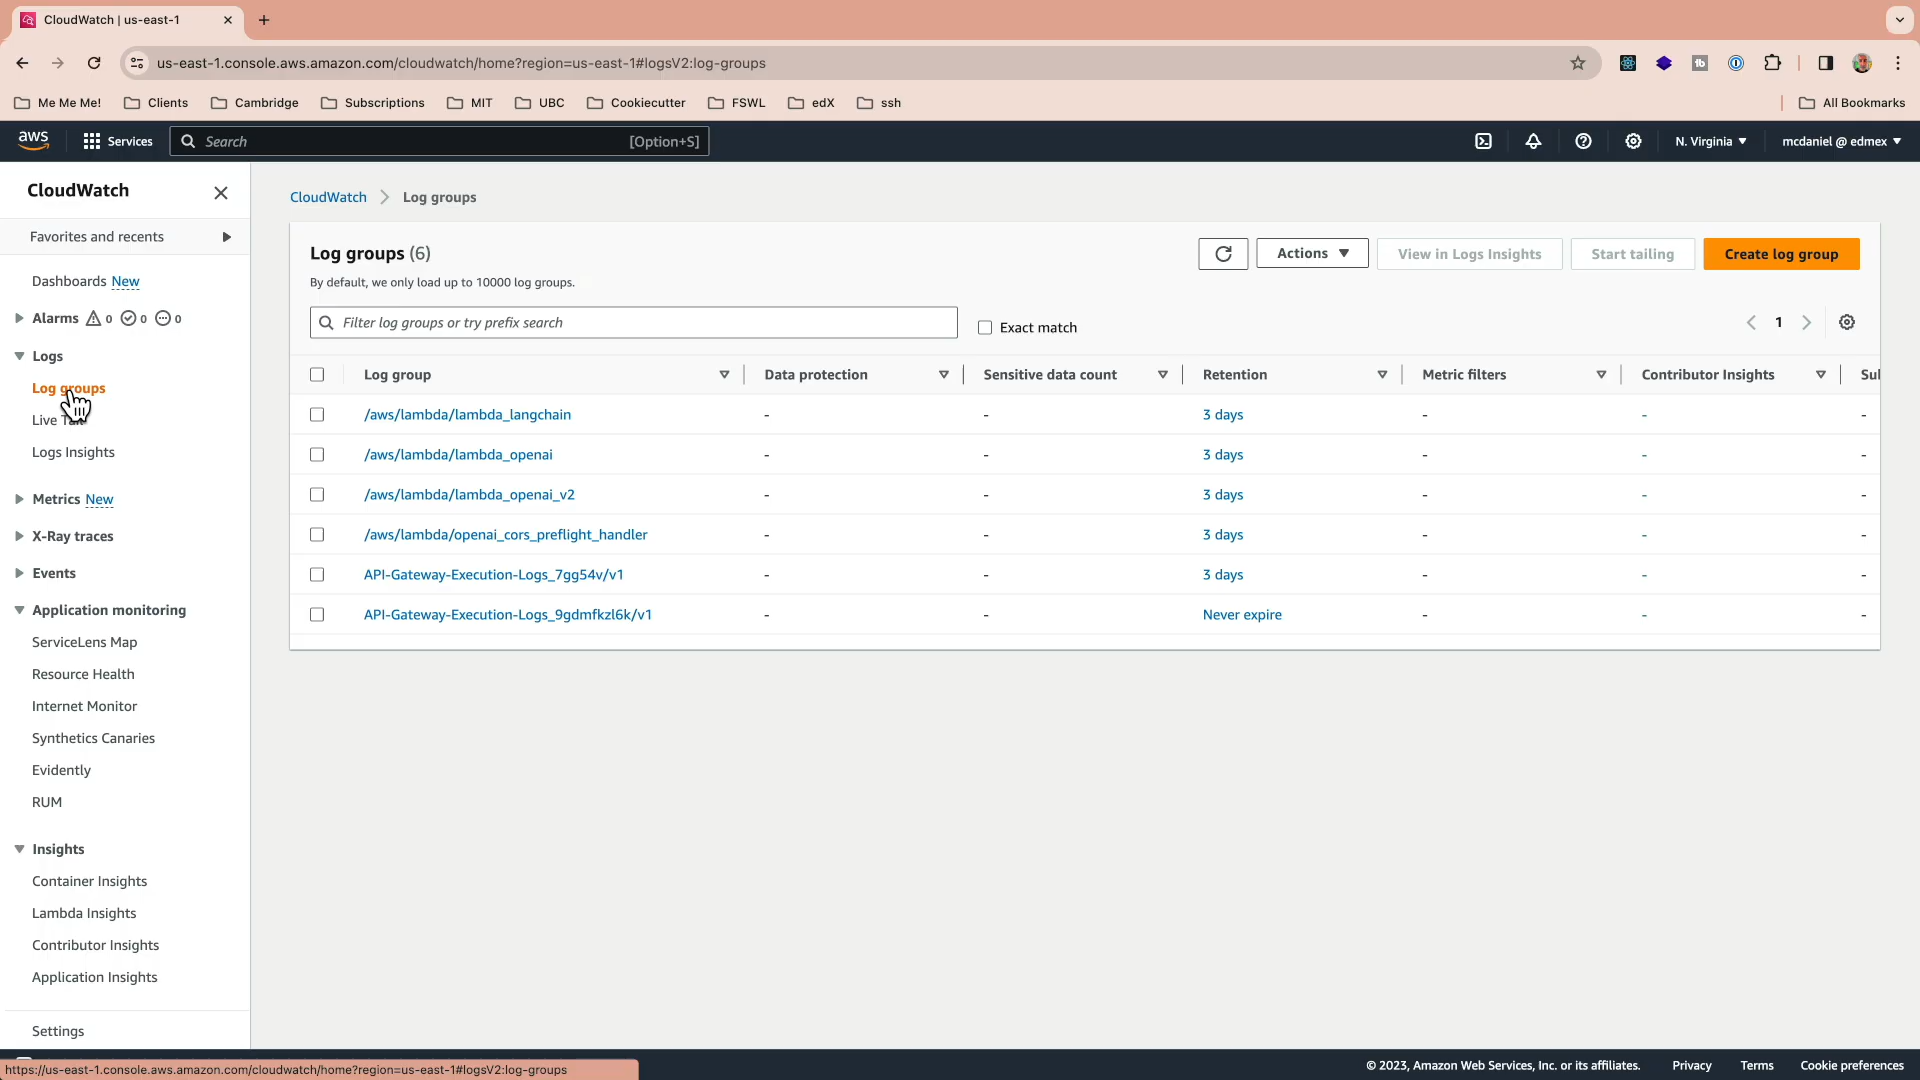 CloudWatch | us-east-1
us-east-1.console.aws.amazon.com/cloudwatch/home?region=us-east-1#logsV2:log-groups
Me Me Me! Clients Cambridge Subscriptions MIT UBC Cookiecutter FSWL edX ssh All Bookmarks
aws Services Search [Option+S] N. Virginia mcdaniel @ edmex
CloudWatch
Favorites and recents
Dashboards New
Alarms 0 0 0
Logs
Log groups
Live
Logs Insights
Metrics New
X-Ray traces
Events
Application monitoring
ServiceLens Map
Resource Health
Internet Monitor
Synthetics Canaries
Evidently
RUM
Insights
Container Insights
Lambda Insights
Contributor Insights
Application Insights
Settings
CloudWatch Log groups
Log groups (6)
Actions View in Logs Insights Start tailing Create log group
By default, we only load up to 10000 log groups.
Filter log groups or try prefix search Exact match 1
Log group Data protection Sensitive data count Retention Metric filters Contributor Insights Su
/aws/lambda/lambda_langchain - - 3 days - - -
/aws/lambda/lambda_openai - - 3 days - - -
/aws/lambda/lambda_openai_v2 - - 3 days - - -
/aws/lambda/openai_cors_preflight_handler - - 3 days - - -
API-Gateway-Execution-Logs_7gg54v/v1 - - 3 days - - -
API-Gateway-Execution-Logs_9gdmfkzl6k/v1 - - Never expire - - -
https://us-east-1.console.aws.amazon.com/cloudwatch/home?region=us-east-1#logsV2:log-groups
© 2023, Amazon Web Services, Inc. or its affiliates. Privacy Terms Cookie preferences